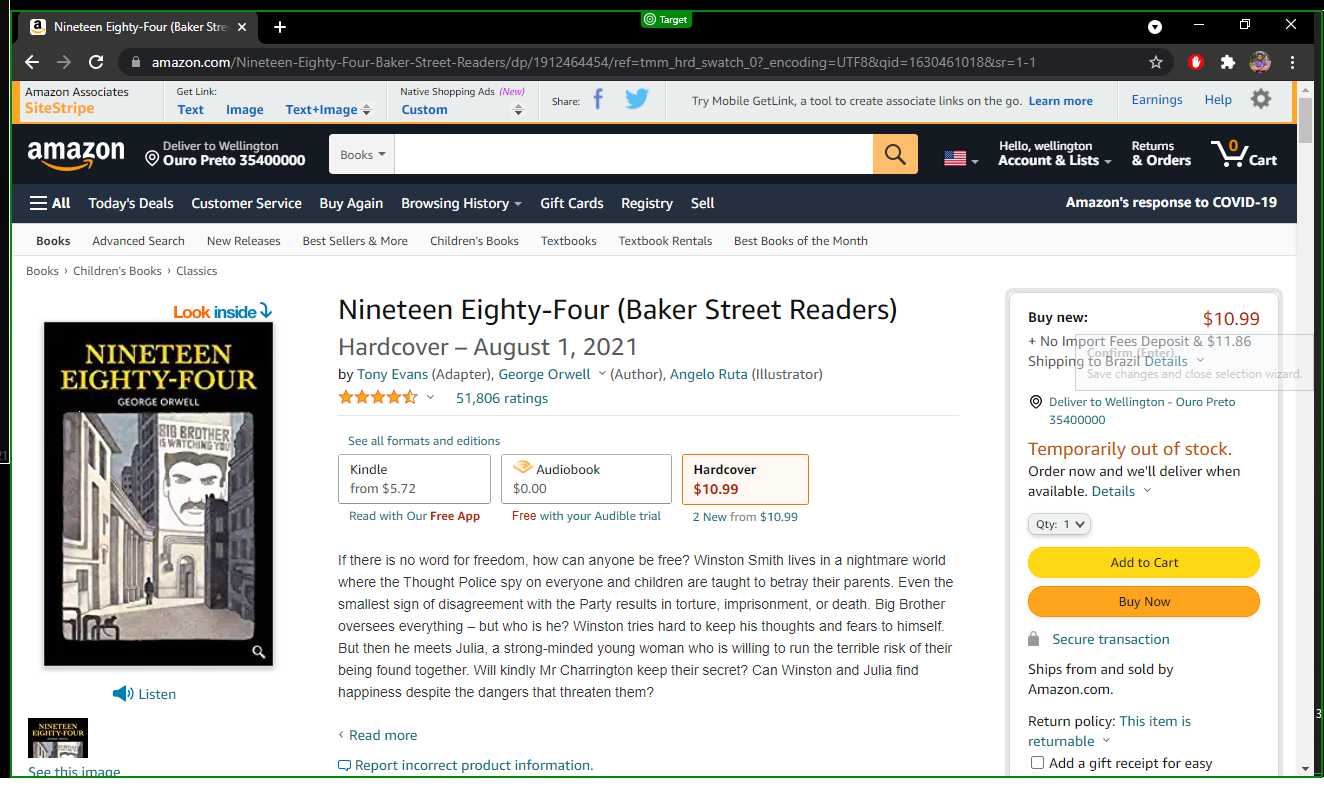 Target
Nineteen Eighty-Four (Baker Stre
amazon.com/Nineteen-Eighty-Four-Baker-Street-Readers/dp/1912464454/ref=tmm_hrd_swatch_0?_encoding=UTF8&qid=1630461018&sr=1-1
Amazon Associates
SiteStripe
Get Link:
Text Image Text+Image
Native Shopping Ads (New)
Custom
Share:
Try Mobile GetLink, a tool to create associate links on the go. Learn more
Earnings Help
amazon
Deliver to Wellington
Ouro Preto 35400000
Books
Hello, wellington
Account & Lists
Returns
& Orders
0
Cart
All Today's Deals Customer Service Buy Again Browsing History Gift Cards Registry Sell
Amazon's response to COVID-19
Books Advanced Search New Releases Best Sellers & More Children's Books Textbooks Textbook Rentals Best Books of the Month
Books › Children's Books › Classics
Look inside
NINETEEN
EIGHTY-FOUR
GEORGE ORWELL
BIG BROTHER
IS WATCHING YOU
Listen
NINETEEN
EIGHTY-FOUR
See this image
Nineteen Eighty-Four (Baker Street Readers)
Hardcover – August 1, 2021
by Tony Evans (Adapter), George Orwell (Author), Angelo Ruta (Illustrator)
51,806 ratings
See all formats and editions
Kindle
from $5.72
Read with Our Free App
Audiobook
$0.00
Free with your Audible trial
Hardcover
$10.99
2 New from $10.99
If there is no word for freedom, how can anyone be free? Winston Smith lives in a nightmare world
where the Thought Police spy on everyone and children are taught to betray their parents. Even the
smallest sign of disagreement with the Party results in torture, imprisonment, or death. Big Brother
oversees everything – but who is he? Winston tries hard to keep his thoughts and fears to himself.
But then he meets Julia, a strong-minded young woman who is willing to run the terrible risk of their
being found together. Will kindly Mr Charrington keep their secret? Can Winston and Julia find
happiness despite the dangers that threaten them?
Read more
Report incorrect product information.
Buy new: $10.99
+ No Import Fees Deposit & $11.86
Shipping to Brazil Details
Confirm (Enter)
Save changes and close selection wizard.
Deliver to Wellington - Ouro Preto
35400000
Temporarily out of stock.
Order now and we'll deliver when
available. Details
Qty: 1
Add to Cart
Buy Now
Secure transaction
Ships from and sold by
Amazon.com.
Return policy: This item is
returnable
Add a gift receipt for easy
21
3